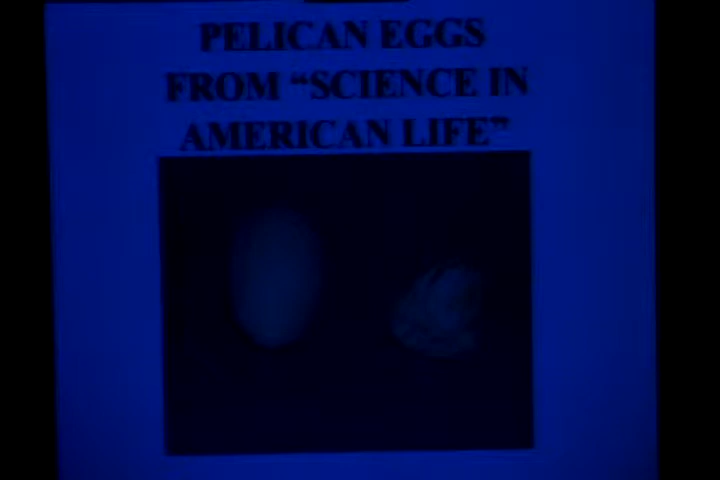 PELICAN EGGS
FROM “SCIENCE IN
AMERICAN LIFE”